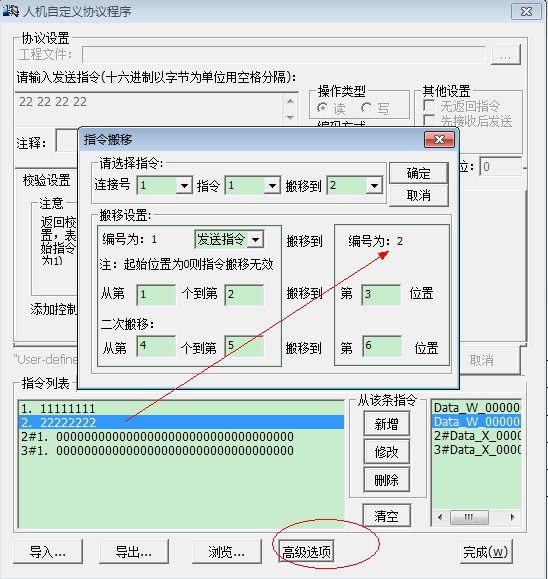 人机自定义协议程序
协议设置
工程文件:
...
请输入发送指令(十六进制以字节为单位用空格分隔):
22 22 22 22
操作类型
读 写
其他设置
无返回指令
先接收后发送
注释:
位: 0
指令搬移
请选择指令:
连接号 1 指令 1 搬移到 2
确定
取消
搬移设置:
编号为: 1 发送指令 搬移到 编号为: 2
注: 起始位置为0则指令搬移无效
从第 1 个到第 2 搬移到 第 3 位置
二次搬移:
从第 4 个到第 5 搬移到 第 6 位置
校验设置
注意
返回校
置, 表
始指令
为1)
添加控制
"User-define
取消
指令列表
1. 11111111
2. 22222222
2#1. 0000000000000000000000000000000000
3#1. 0000000000000000000000000000000000
从该条指令
新增
修改
删除
清空
Data_W_00000
Data_W_00000
2#Data_X_000
3#Data_X_000
导入... 导出... 浏览... 高级选项 完成(W)